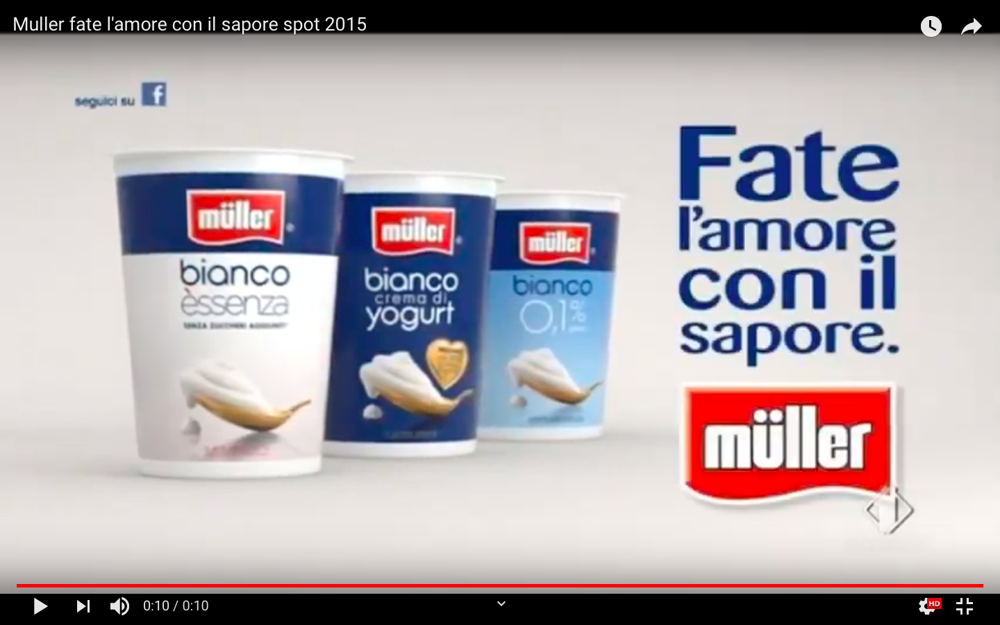 Muller fate l'amore con il sapore spot 2015
seguici su f
müller
bianco
èssenza
SENZA ZUCCHERI AGGIUNTI
müller
bianco
crema di
yogurt
müller
bianco
0,1%
Fate
l'amore
con il
sapore.
müller
0:10 / 0:10
HD